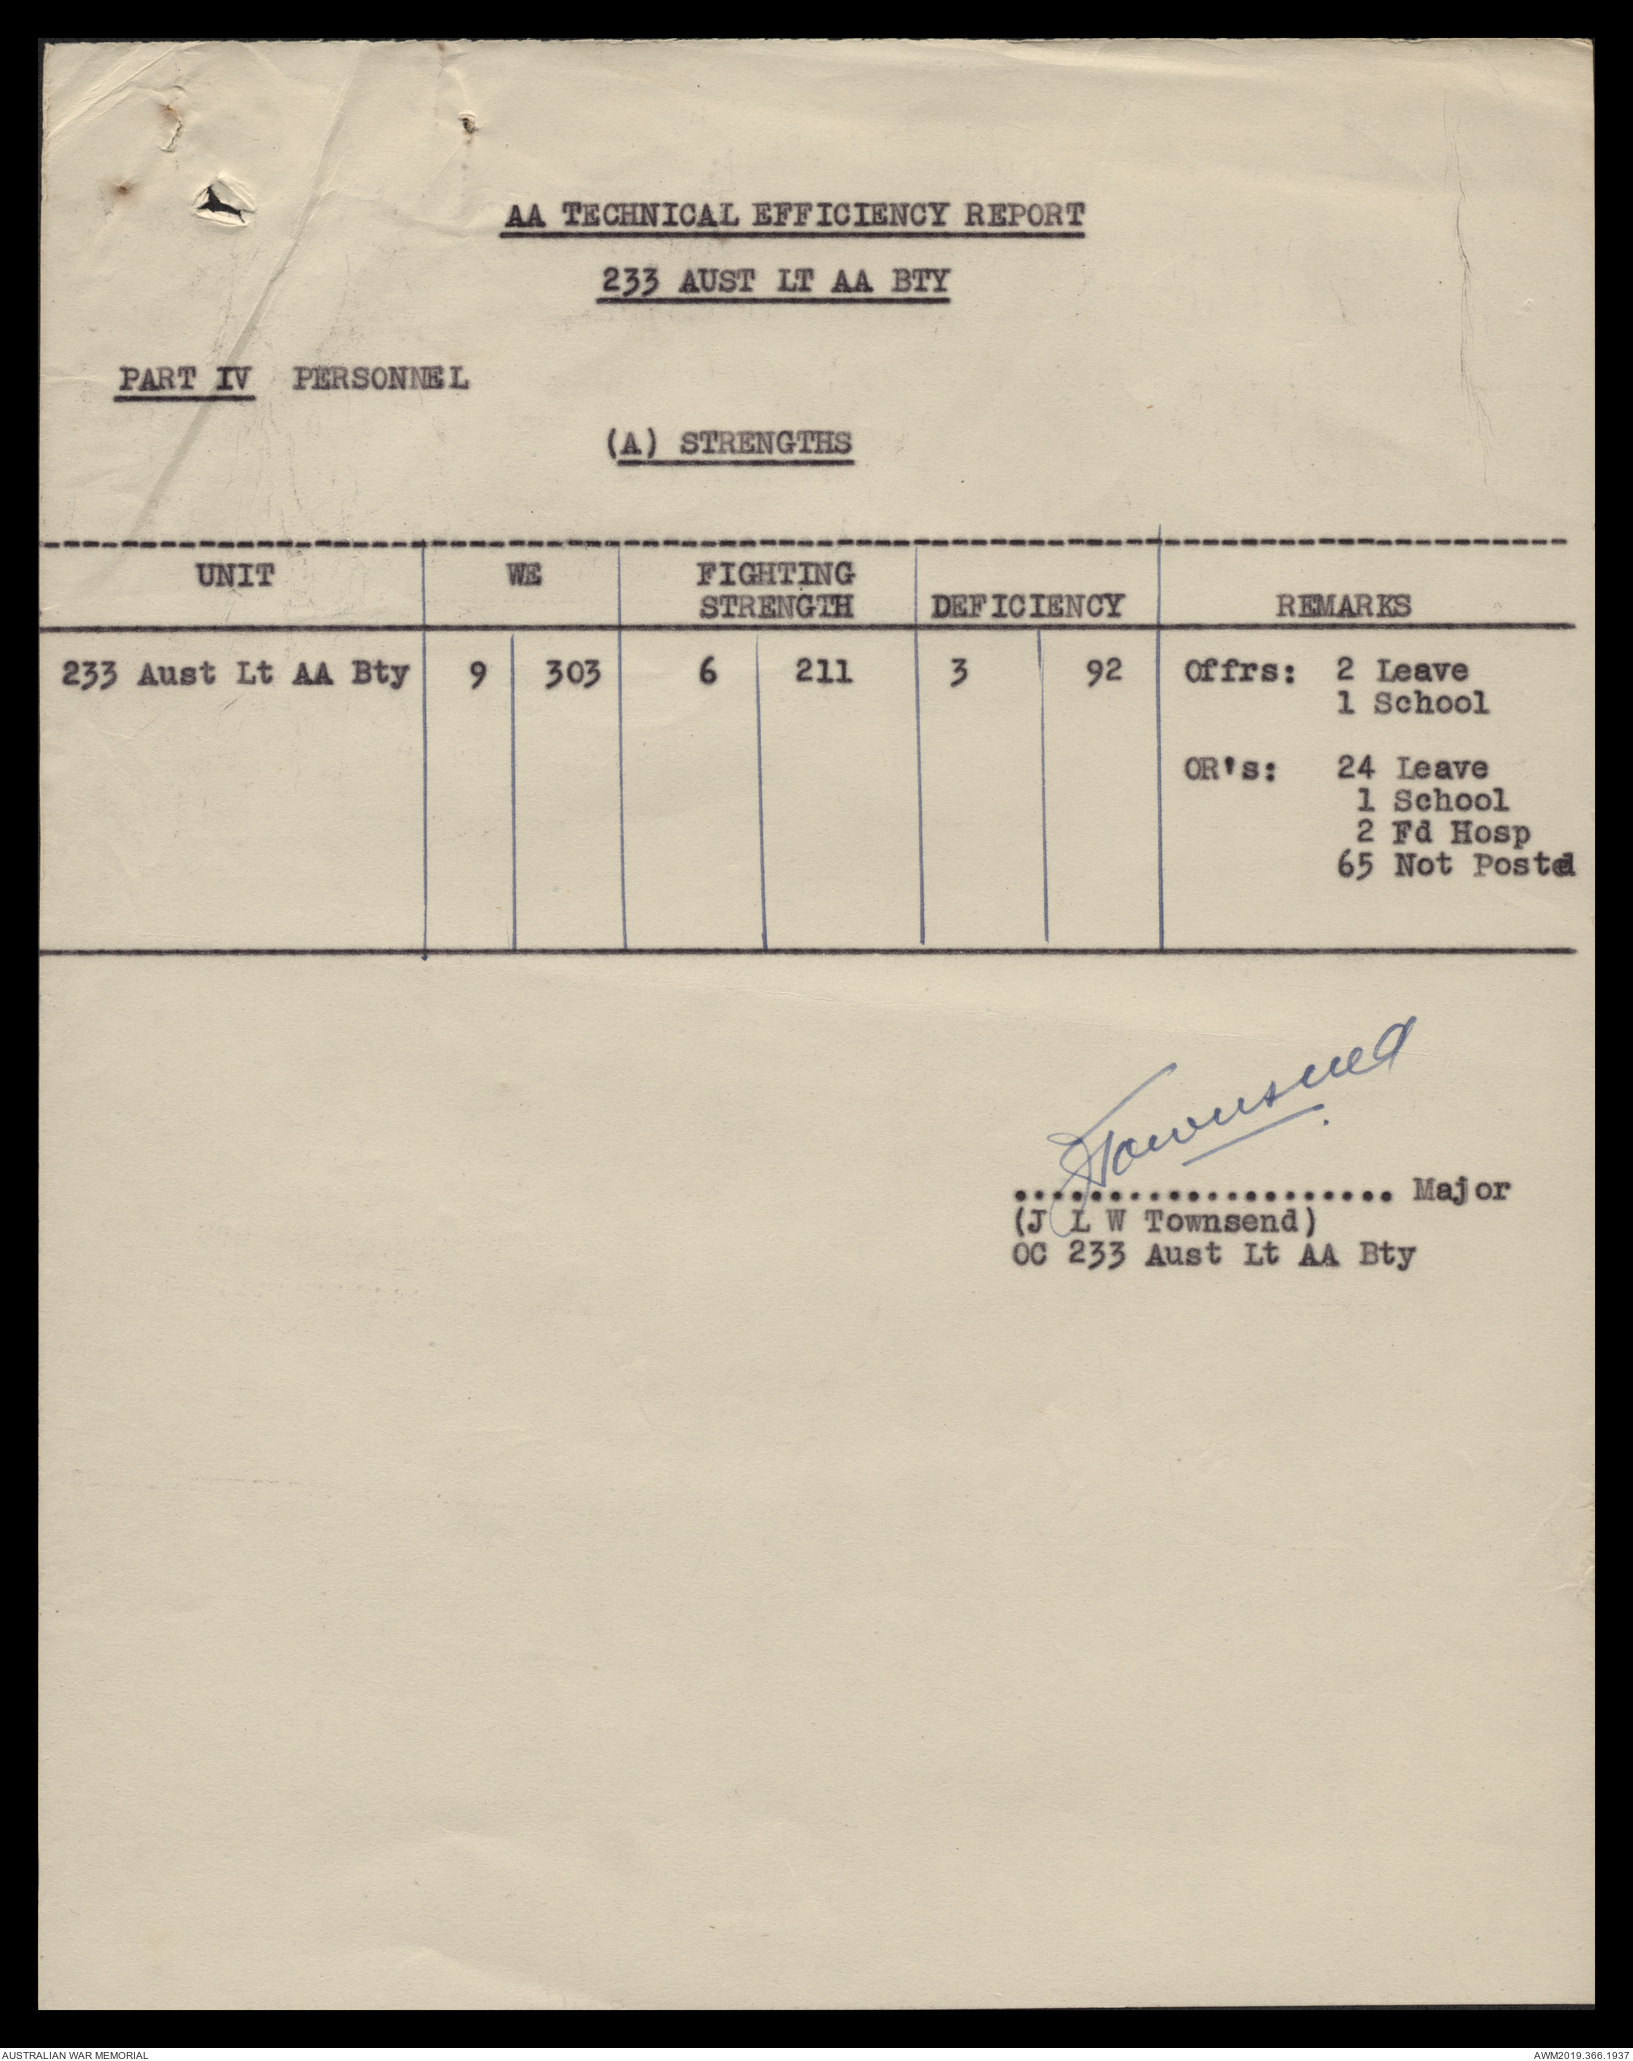 AA TECHNICAL EFFICIENCY REPORT
233 AUST LT AA BTY
PART IV PERSONNEL
(A) STRENGTHS
UNIT WE FIGHTING STRENGTH DEFICIENCY REMARKS
233 Aust Lt AA Bty 9 303 6 211 3 92 Offrs: 2 Leave
1 School
OR's: 24 Leave
1 School
2 Fd Hosp
65 Not Posted
Townsend
..................... Major
(J L W Townsend)
OC 233 Aust Lt AA Bty
AUSTRALIAN WAR MEMORIAL AWM2019.366.1937